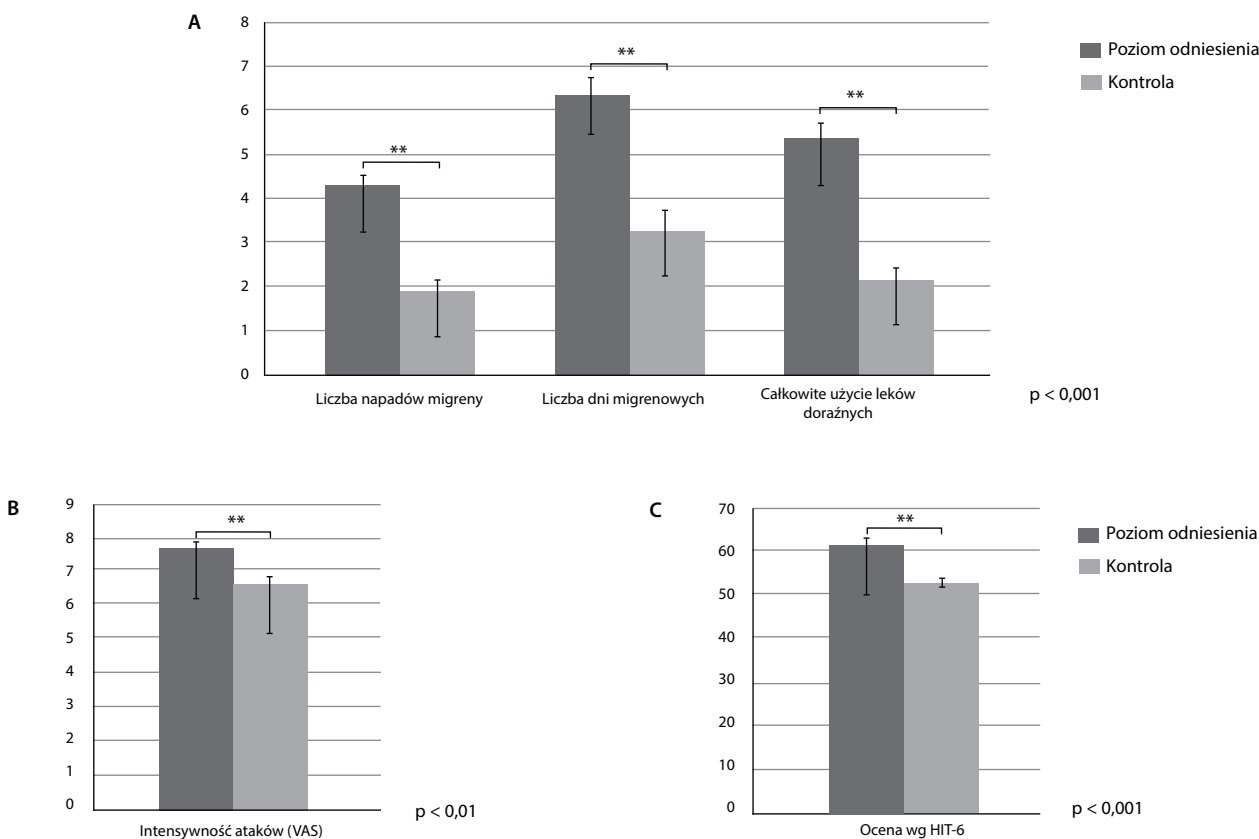 A
8
7
6
5
4
3
2
1
0
**
**
**
Poziom odniesienia
Kontrola
Liczba napadów migreny
Liczba dni migrenowych
Całkowite użycie leków
doraźnych
p < 0,001
B
9
8
7
6
5
4
3
2
1
0
**
Intensywność ataków (VAS)
p < 0,01
C
70
60
50
40
30
20
10
0
**
Poziom odniesienia
Kontrola
Ocena wg HIT-6
p < 0,001